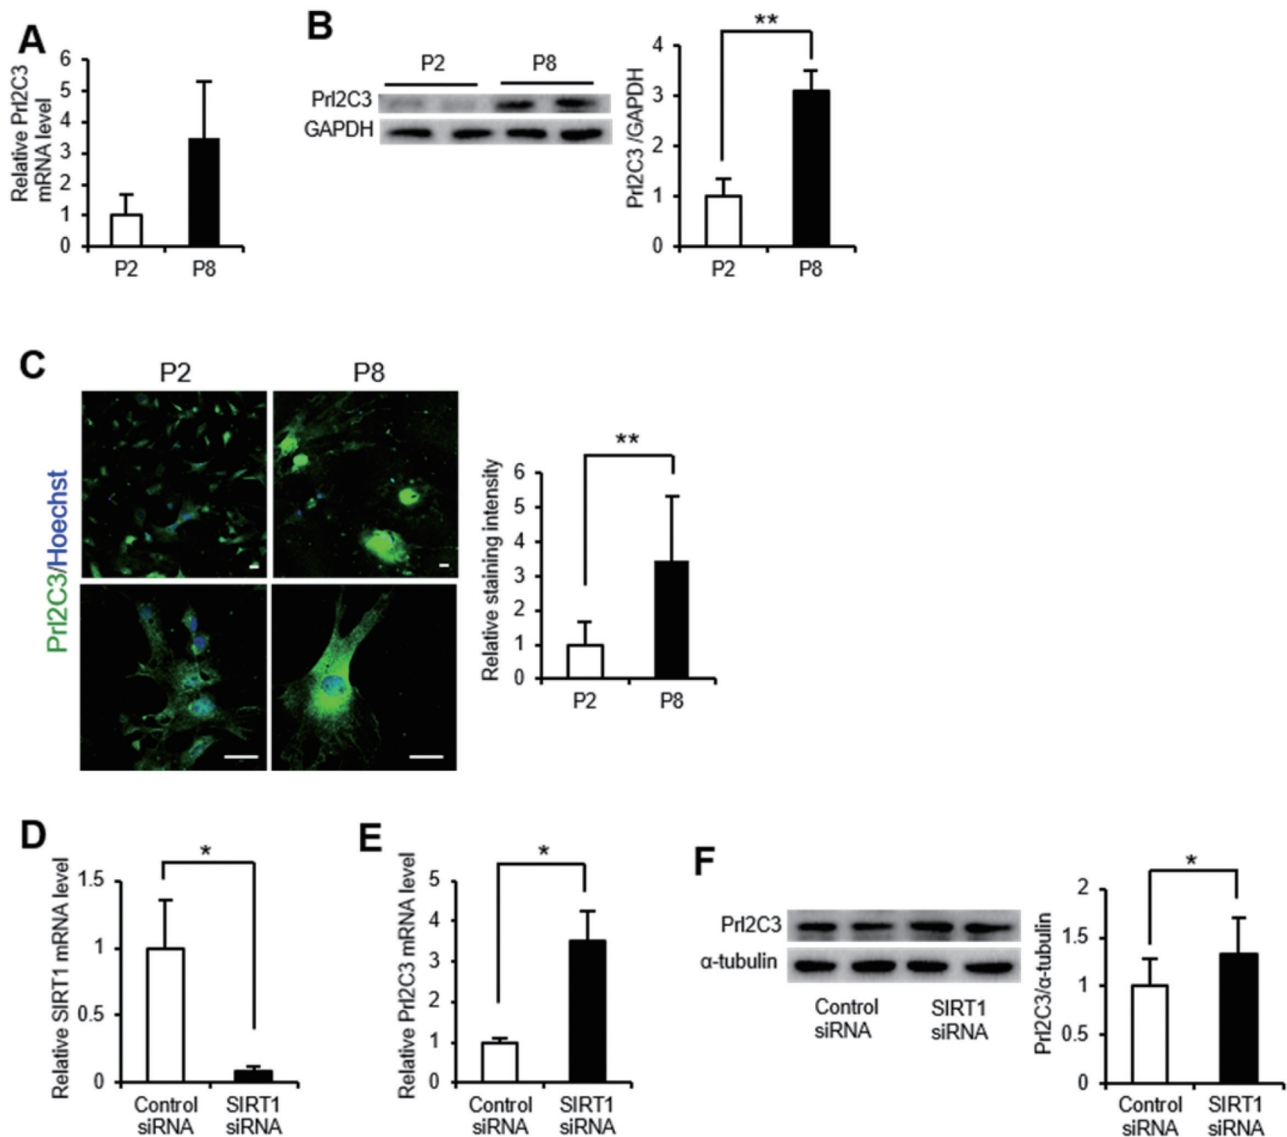 A
Relative Prl2C3
mRNA level
6
5
4
3
2
1
0
P2 P8
B
P2 P8
Prl2C3
GAPDH
**
Prl2C3 /GAPDH
4
3
2
1
0
P2 P8
C
P2 P8
Prl2C3/Hoechst
**
Relative staining intensity
6
5
4
3
2
1
0
P2 P8
D
*
Relative SIRT1 mRNA level
1.5
1
0.5
0
Control siRNA
SIRT1 siRNA
E
*
Relative Prl2C3 mRNA level
5
4
3
2
1
0
Control siRNA
SIRT1 siRNA
F
Prl2C3
α-tubulin
Control siRNA
SIRT1 siRNA
*
Prl2C3/α-tubulin
2
1.5
1
0.5
0
Control siRNA
SIRT1 siRNA